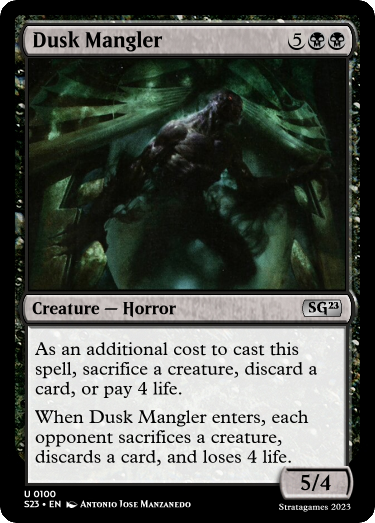 Dusk Mangler 5
Creature — Horror SG23
As an additional cost to cast this
spell, sacrifice a creature, discard a
card, or pay 4 life.
When Dusk Mangler enters, each
opponent sacrifices a creature,
discards a card, and loses 4 life.
5/4
U 0100
S23 • EN Antonio Jose Manzanedo
Stratagames 2023